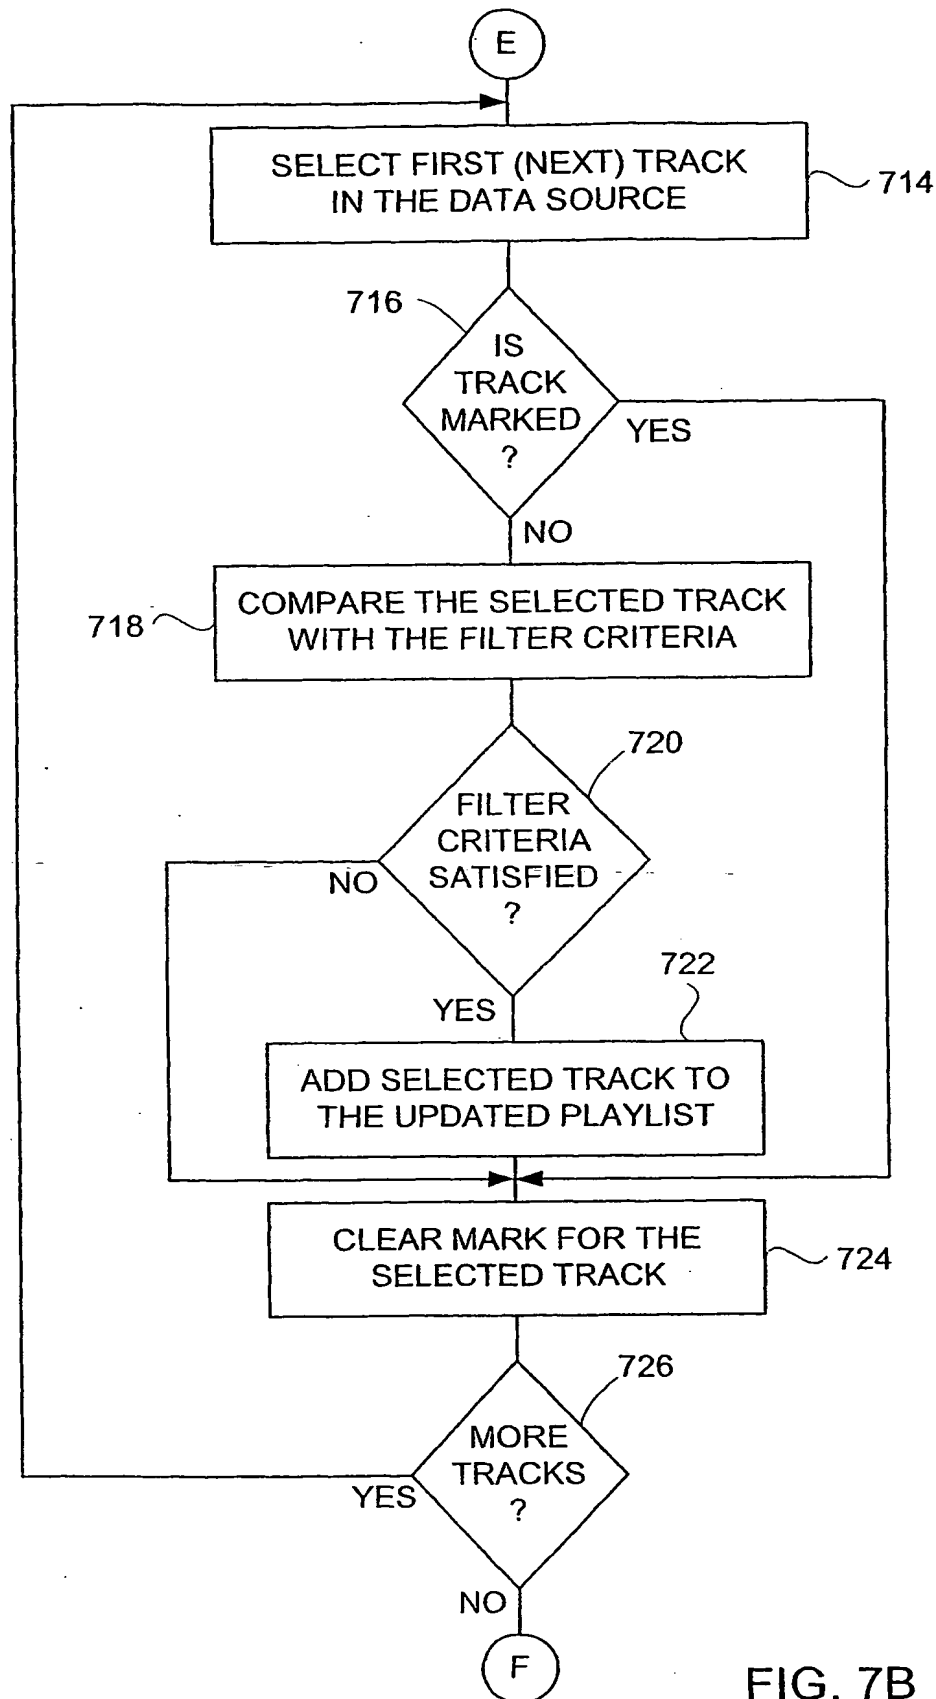 E
SELECT FIRST (NEXT) TRACK
IN THE DATA SOURCE
714
716
IS
TRACK
MARKED
?
YES
NO
COMPARE THE SELECTED TRACK
WITH THE FILTER CRITERIA
718
720
FILTER
CRITERIA
SATISFIED
?
NO
YES
722
ADD SELECTED TRACK TO
THE UPDATED PLAYLIST
CLEAR MARK FOR THE
SELECTED TRACK
724
726
MORE
TRACKS
?
YES
NO
F
FIG. 7B